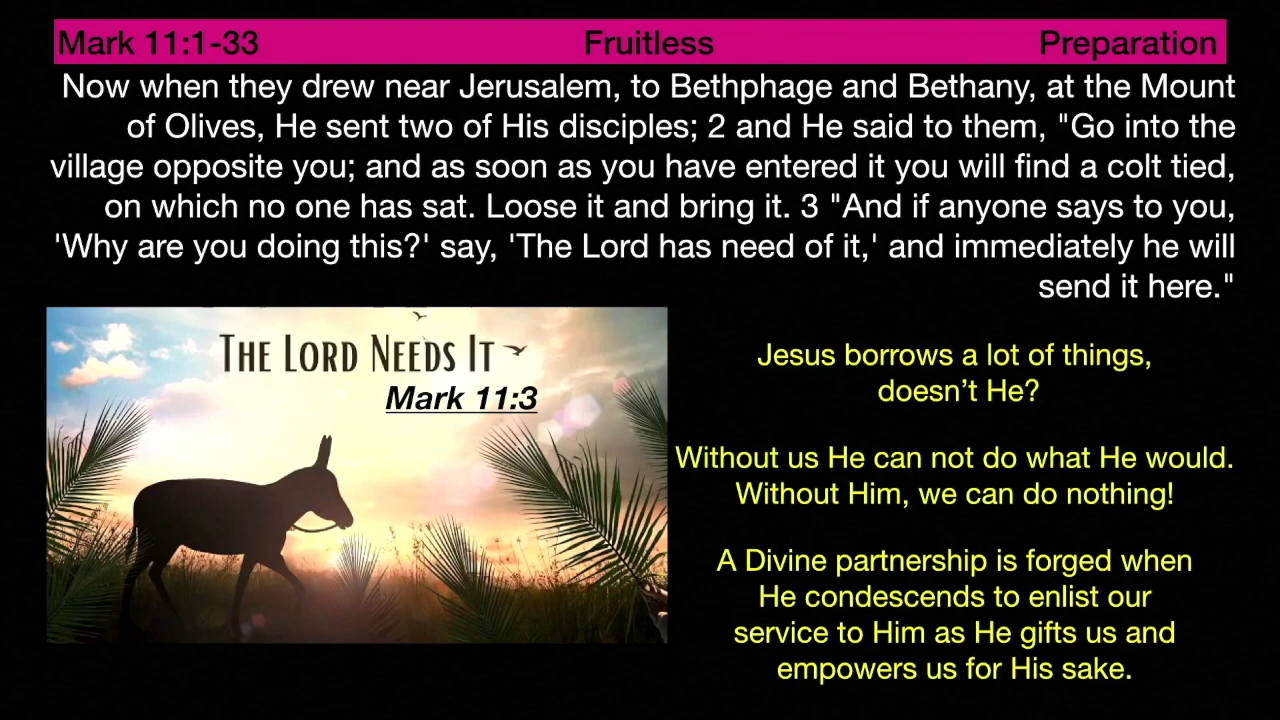 Mark 11:1-33 Fruitless Preparation
Now when they drew near Jerusalem, to Bethphage and Bethany, at the Mount
of Olives, He sent two of His disciples; 2 and He said to them, "Go into the
village opposite you; and as soon as you have entered it you will find a colt tied,
on which no one has sat. Loose it and bring it. 3 "And if anyone says to you,
'Why are you doing this?' say, 'The Lord has need of it,' and immediately he will
send it here."
THE LORD NEEDS IT
Mark 11:3
Jesus borrows a lot of things,
doesn’t He?
Without us He can not do what He would.
Without Him, we can do nothing!
A Divine partnership is forged when
He condescends to enlist our
service to Him as He gifts us and
empowers us for His sake.